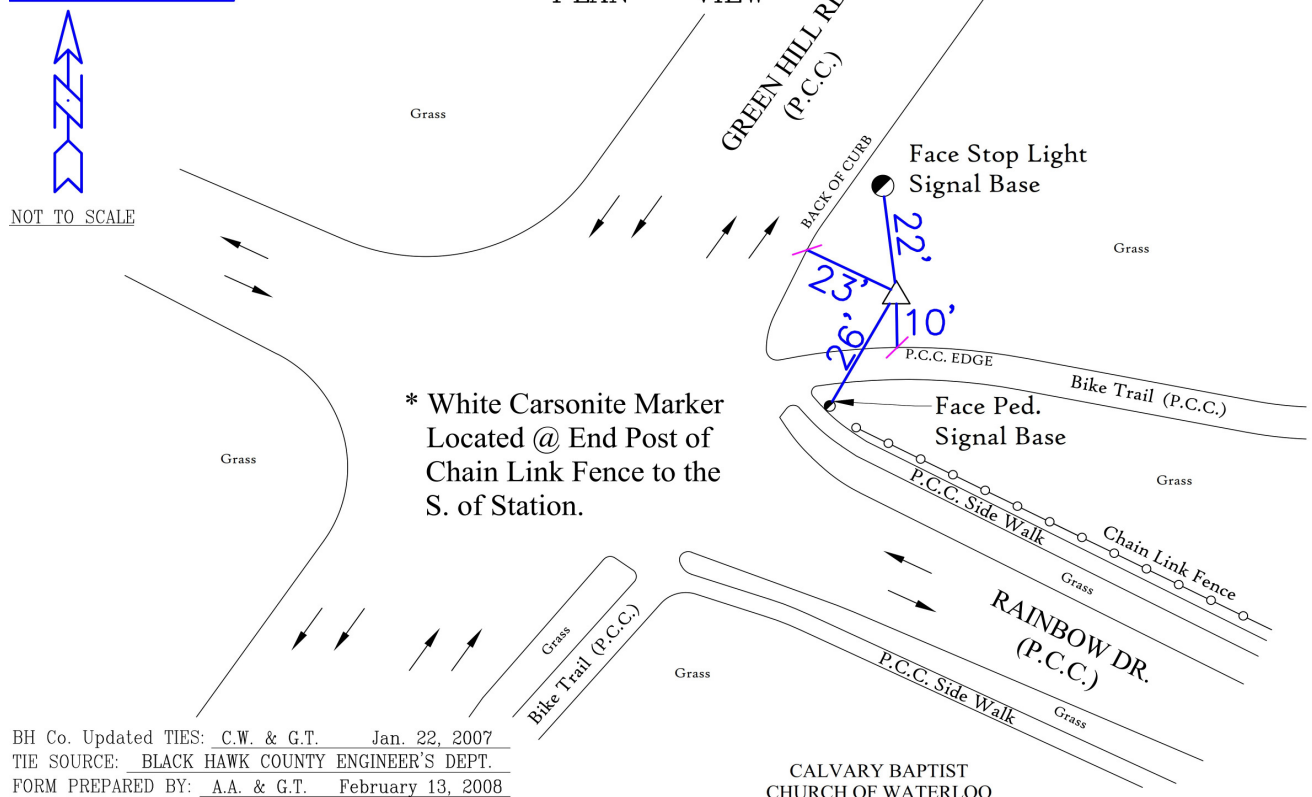 PLAN VIEW
GREEN HILL
(P.C.C.)
N
NOT TO SCALE
Grass
BACK OF CURB
Face Stop Light
Signal Base
Grass
22'
23'
10'
26'
P.C.C. EDGE
Bike Trail (P.C.C.)
Face Ped.
Signal Base
* White Carsonite Marker
Located @ End Post of
Chain Link Fence to the
S. of Station.
Grass
Grass
P.C.C. Side Walk
Chain Link Fence
Grass
RAINBOW DR.
(P.C.C.)
Grass
Bike Trail (P.C.C.)
Grass
P.C.C. Side Walk
Grass
BH Co. Updated TIES: C.W. & G.T. Jan. 22, 2007
TIE SOURCE: BLACK HAWK COUNTY ENGINEER'S DEPT.
FORM PREPARED BY: A.A. & G.T. February 13, 2008
CALVARY BAPTIST
CHURCH OF WATERLOO